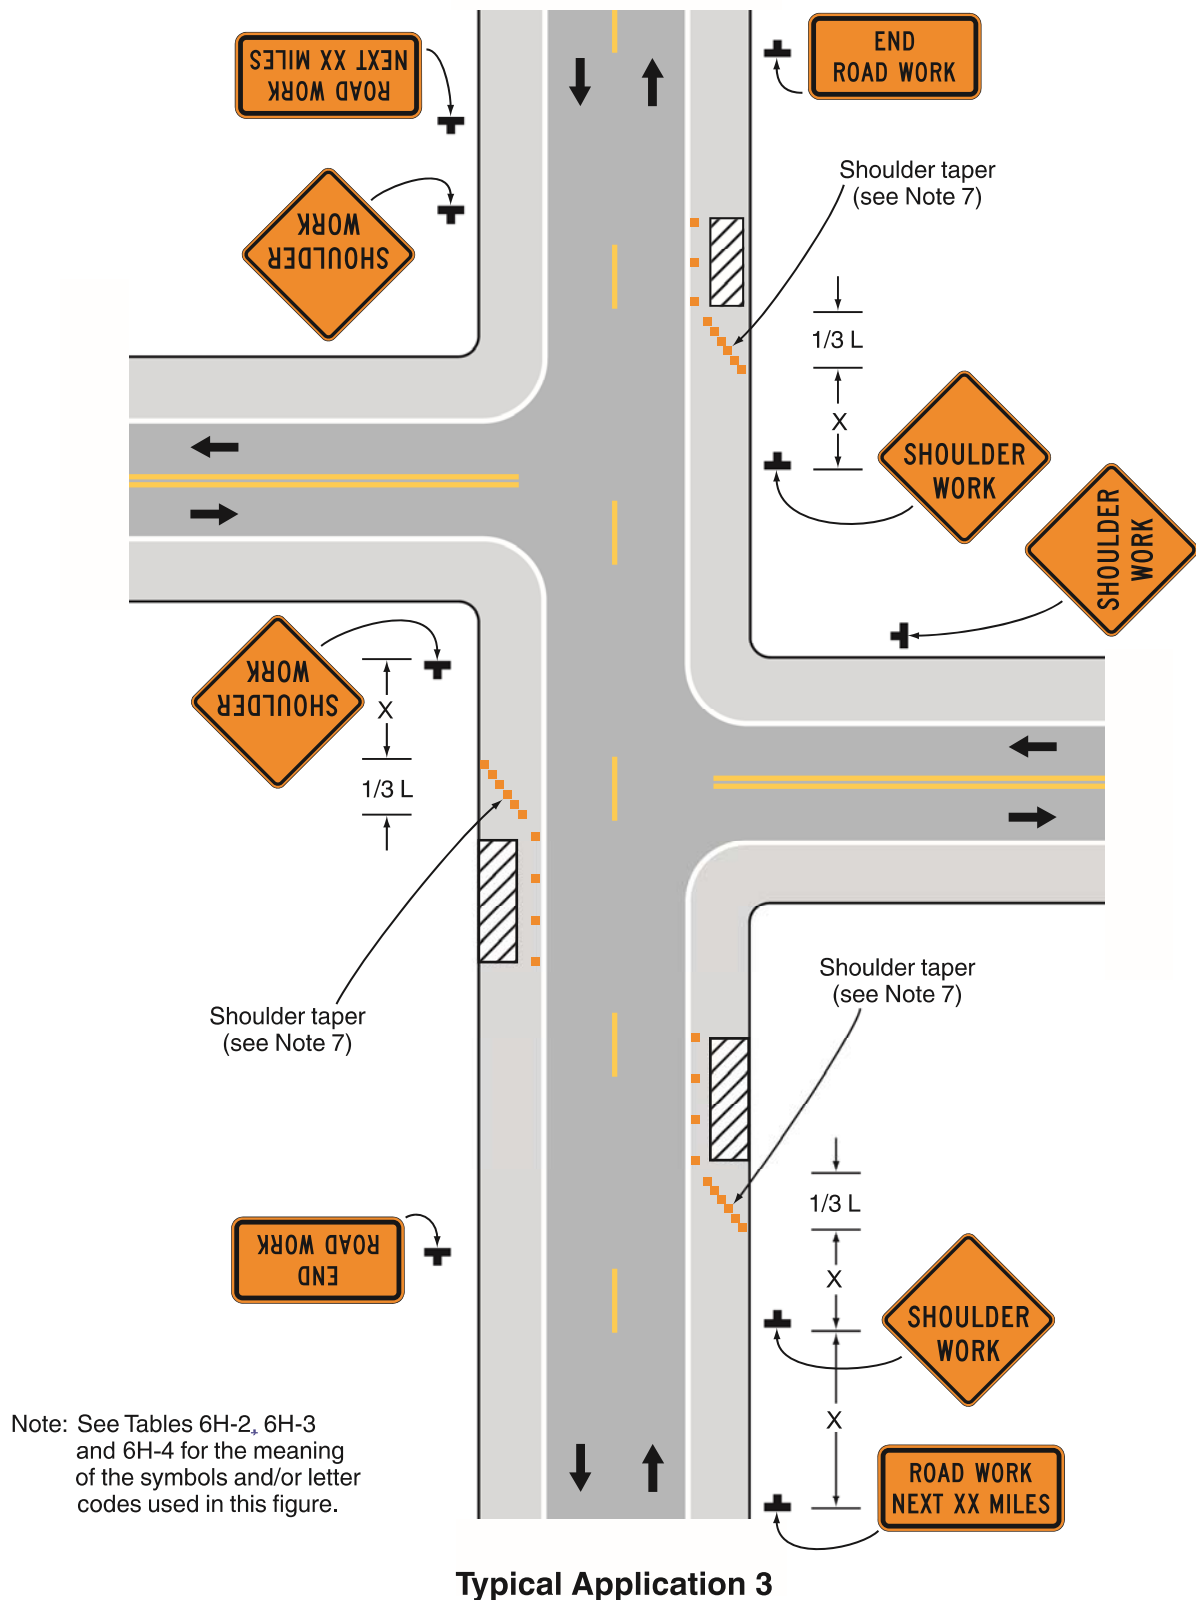 NEXT XX MILES
ROAD WORK
END
ROAD WORK
Shoulder taper
(see Note 7)
SHOULDER
WORK
1/3 L
X
SHOULDER
WORK
SHOULDER
WORK
SHOULDER
WORK
X
1/3 L
Shoulder taper
(see Note 7)
Shoulder taper
(see Note 7)
1/3 L
X
END
ROAD WORK
SHOULDER
WORK
X
ROAD WORK
NEXT XX MILES
Note: See Tables 6H-2, 6H-3
and 6H-4 for the meaning
of the symbols and/or letter
codes used in this figure.
Typical Application 3